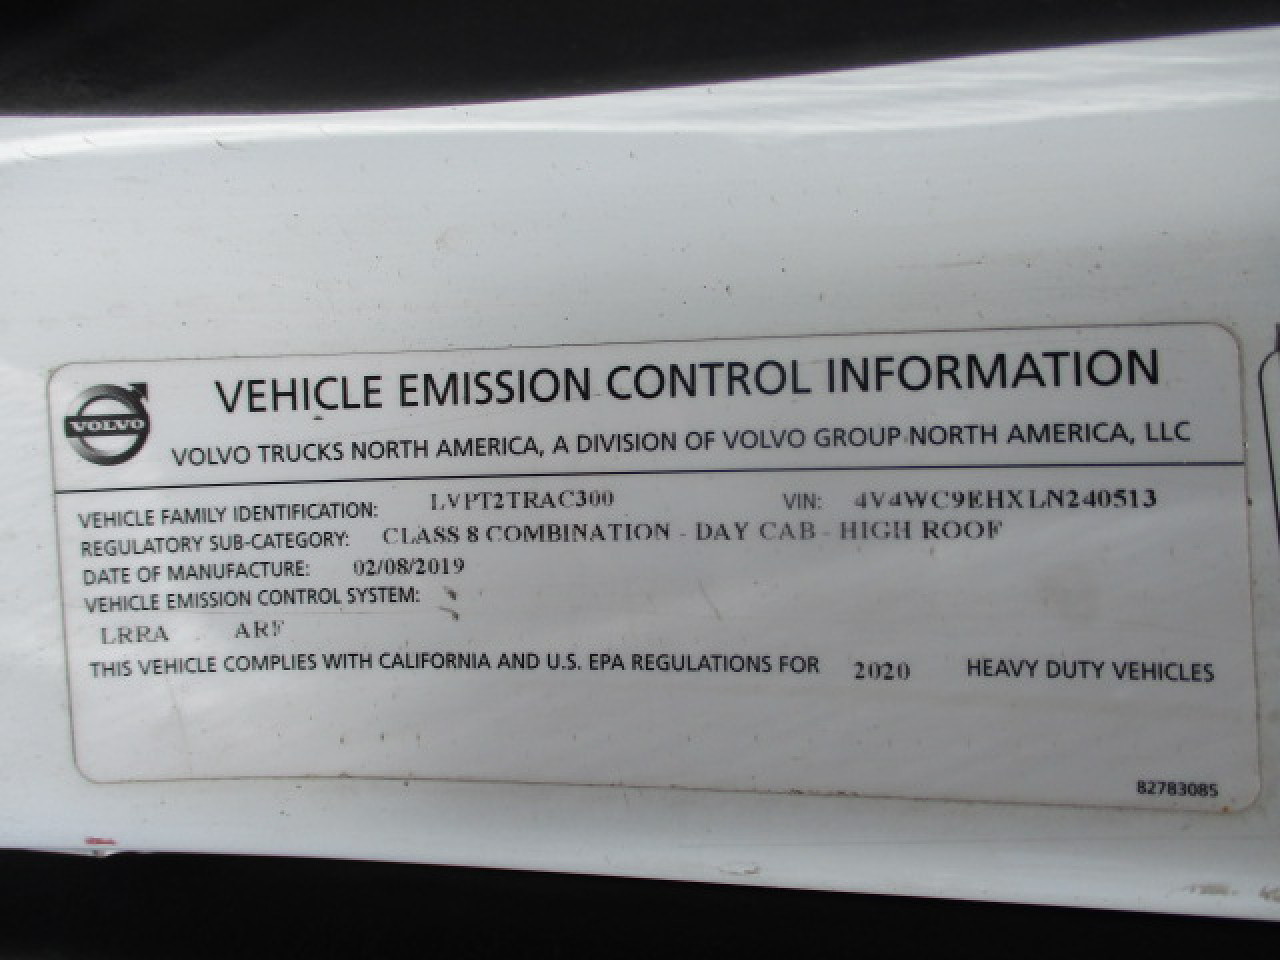 VOLVO
VEHICLE EMISSION CONTROL INFORMATION
VOLVO TRUCKS NORTH AMERICA, A DIVISION OF VOLVO GROUP NORTH AMERICA, LLC
VEHICLE FAMILY IDENTIFICATION: LVPT2TRAC300 VIN: 4V4WC9EHXLN240513
REGULATORY SUB-CATEGORY: CLASS 8 COMBINATION - DAY CAB - HIGH ROOF
DATE OF MANUFACTURE: 02/08/2019
VEHICLE EMISSION CONTROL SYSTEM:
LRRA ARF
THIS VEHICLE COMPLIES WITH CALIFORNIA AND U.S. EPA REGULATIONS FOR 2020 HEAVY DUTY VEHICLES
82783085